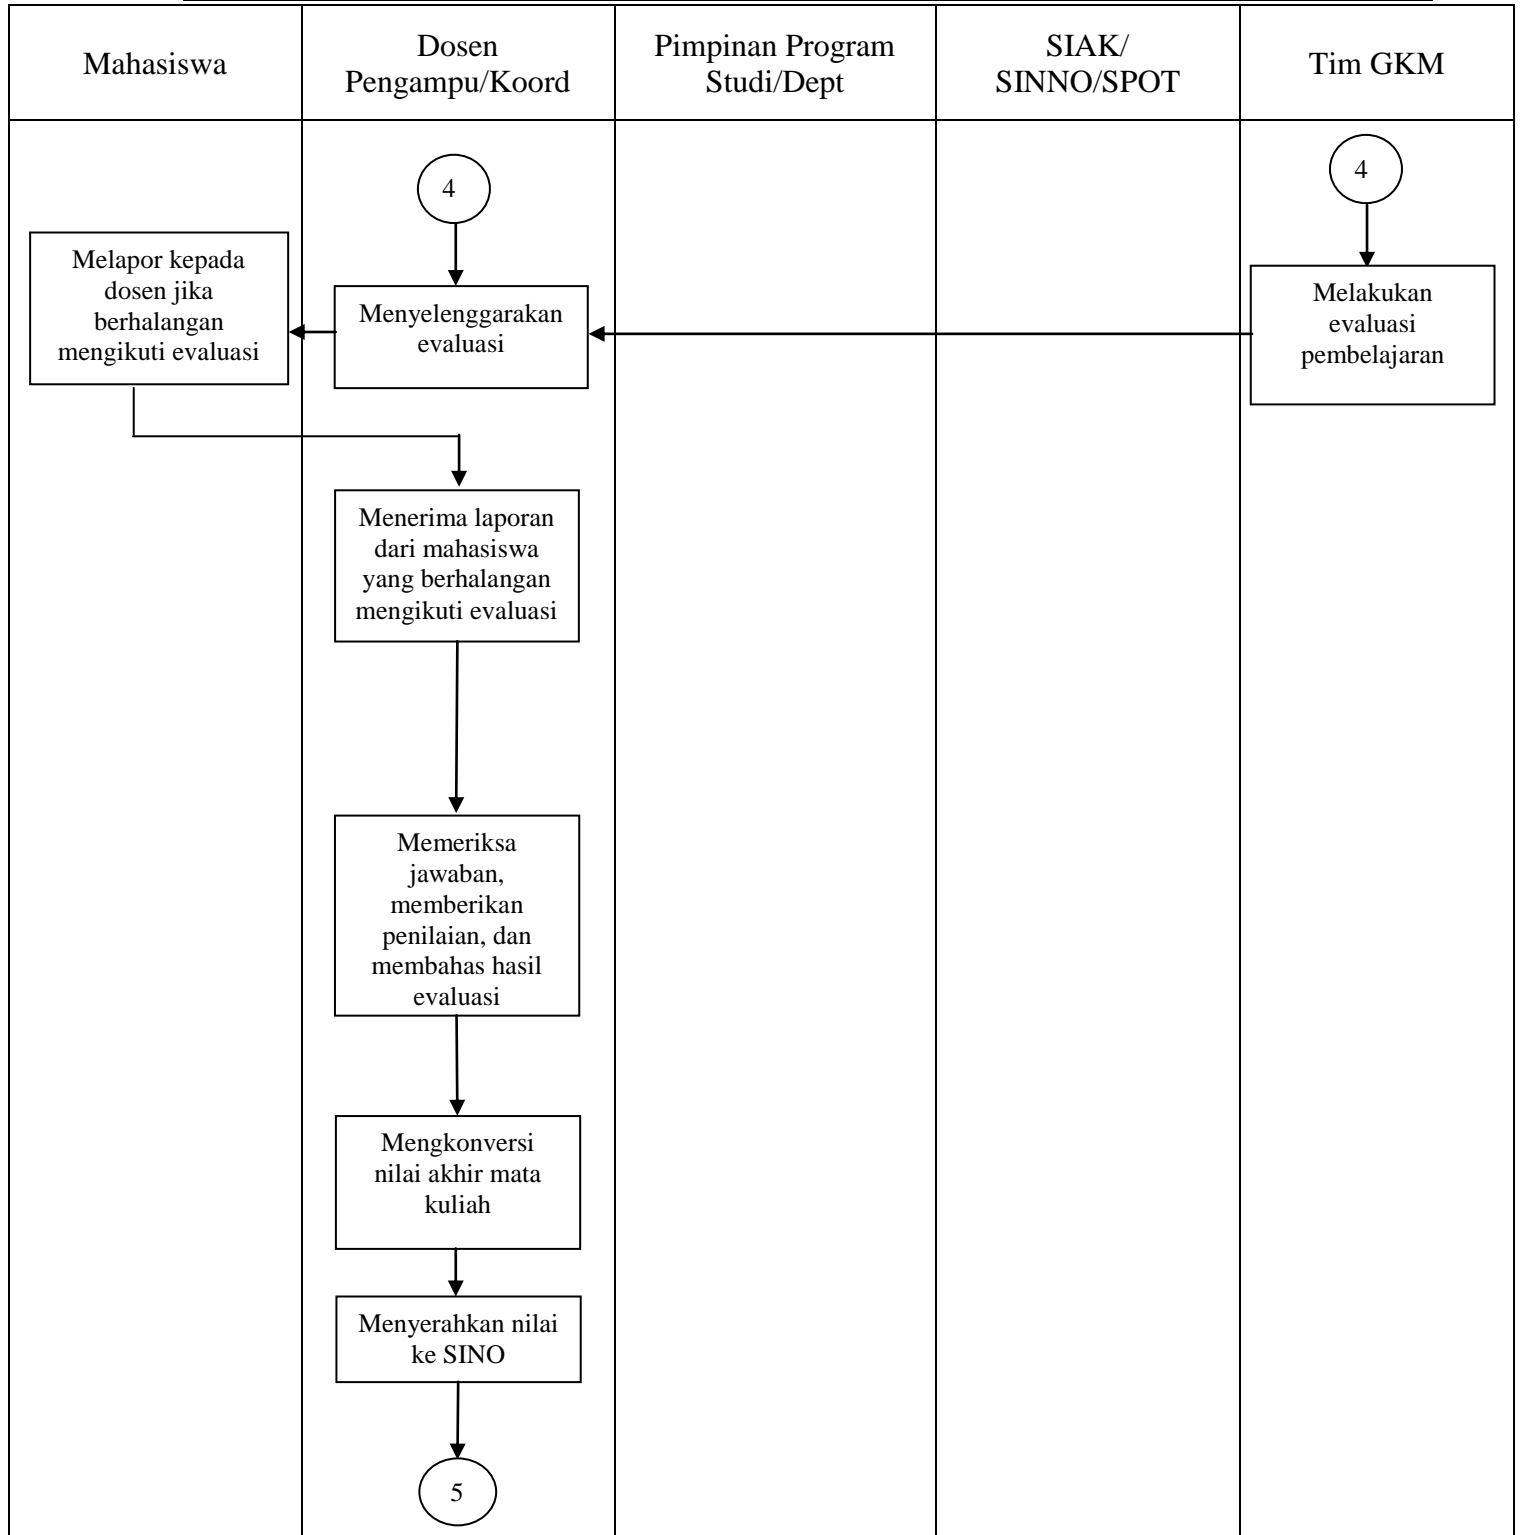 Mahasiswa
Dosen
Pengampu/Koord
Pimpinan Program
Studi/Dept
SIAK/
SINNO/SPOT
Tim GKM
4
4
Melapor kepada
dosen jika
berhalangan
mengikuti evaluasi
Menyelenggarakan
evaluasi
Melakukan
evaluasi
pembelajaran
Menerima laporan
dari mahasiswa
yang berhalangan
mengikuti evaluasi
Memeriksa
jawaban,
memberikan
penilaian, dan
membahas hasil
evaluasi
Mengkonversi
nilai akhir mata
kuliah
Menyerahkan nilai
ke SINO
5